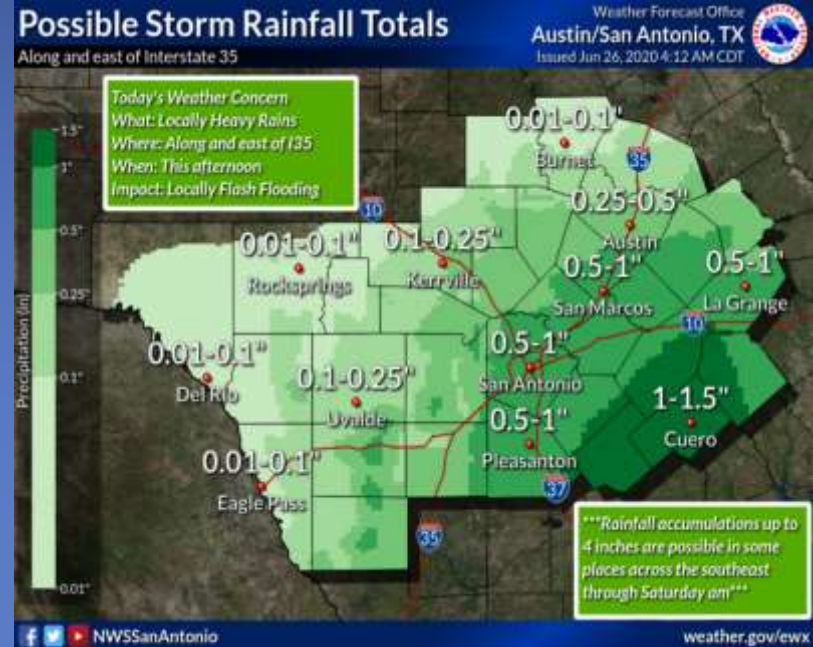 Possible Storm Rainfall Totals
Along and east of Interstate 35
Weather Forecast Office
Austin/San Antonio, TX
Issued Jun 26, 2020 4:12 AM CDT
Today's Weather Concern
What: Locally Heavy Rains
Where: Along and east of I35
When: This afternoon
Impact: Locally Flash Flooding
Precipitation (in)
1.5"
1"
0.5"
0.25"
0.1"
0.01"
0.01-0.1"
Burnet
35
10
0.25-0.5"
Austin
0.01-0.1"
Rocksprings
0.1-0.25"
Kerrville
0.5-1"
San Marcos
0.5-1"
La Grange
10
0.01-0.1"
Del Rio
0.1-0.25"
Uvalde
0.5-1"
San Antonio
0.5-1"
Pleasanton
1-1.5"
Cuero
0.01-0.1"
Eagle Pass
37
35
***Rainfall accumulations up to
4 inches are possible in some
places across the southeast
through Saturday am***
NWSSanAntonio
weather.gov/ewx